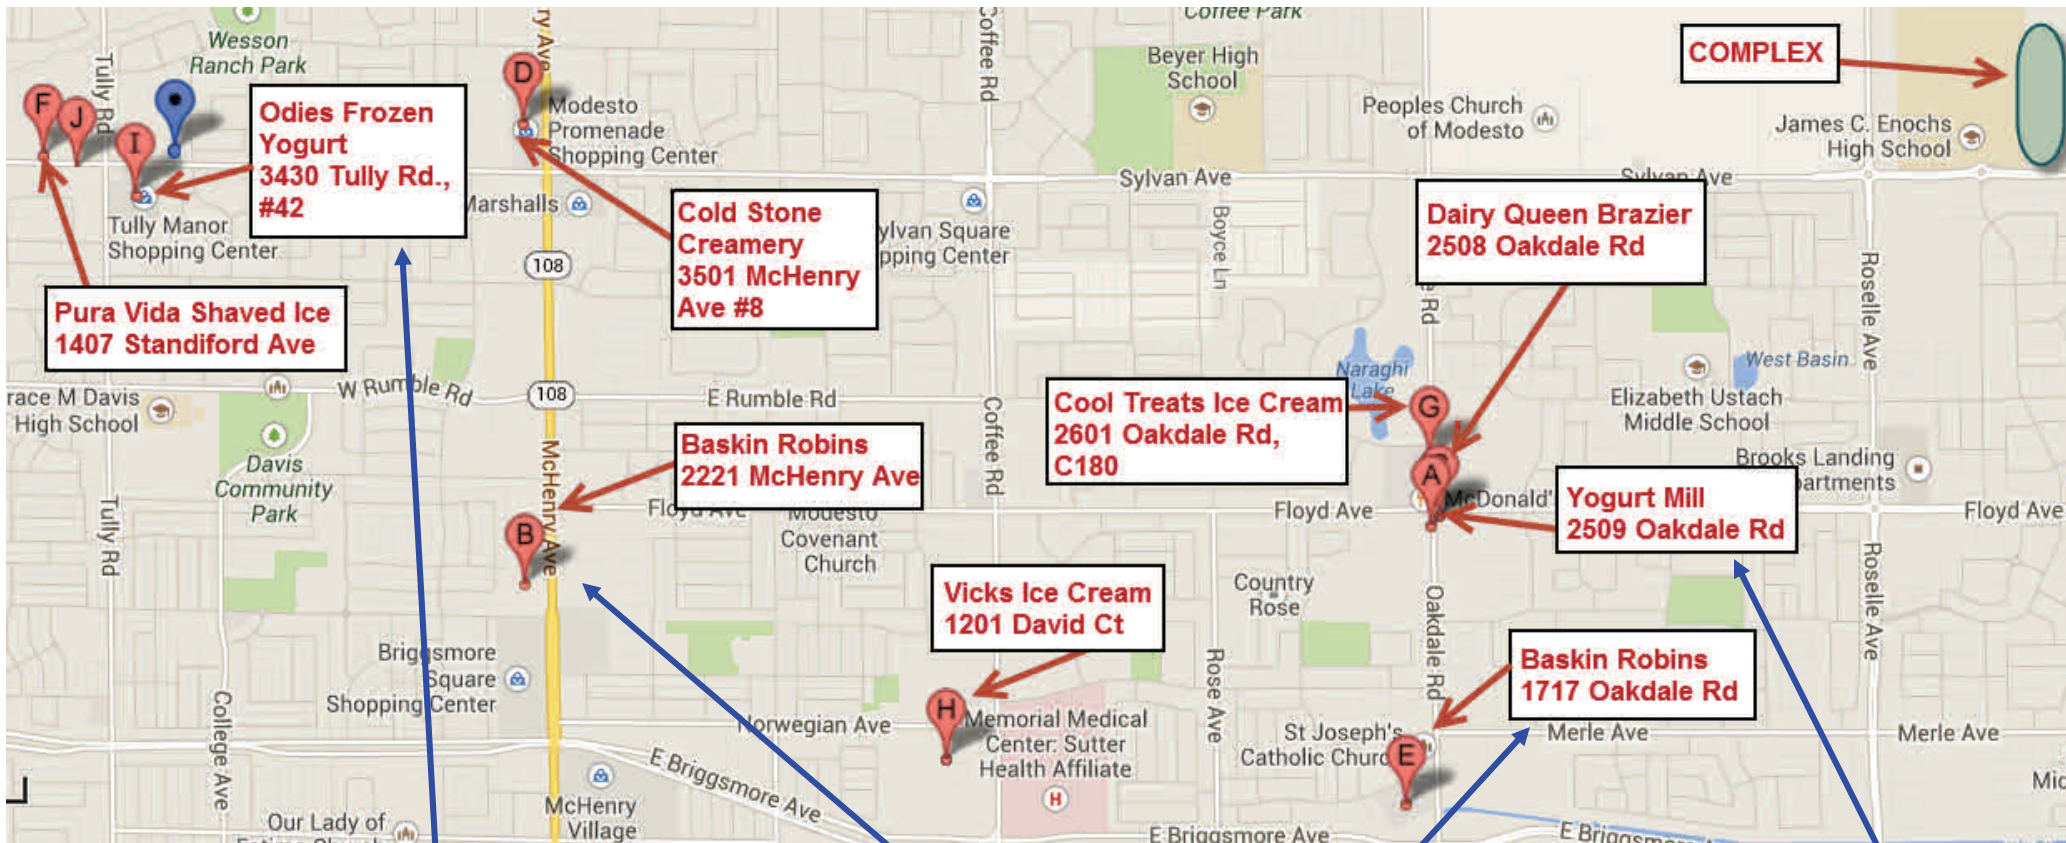 Coffee Park
Wesson
Ranch Park
Tully Rd
ry Ave
Coffee Rd
Beyer High
School
COMPLEX
Peoples Church
of Modesto
James C. Enochs
High School
F
J
I
D
Modesto
Promenade
Shopping Center
Odies Frozen
Yogurt
3430 Tully Rd.,
#42
Sylvan Ave
Sylvan Ave
Marshalls
Tully Manor
Shopping Center
Cold Stone
Creamery
3501 McHenry
Ave #8
ylvan Square
pping Center
Boyce Ln
Dairy Queen Brazier
2508 Oakdale Rd
108
e Rd
Roselle Ave
Pura Vida Shaved Ice
1407 Standiford Ave
Naraghi
Lake
West Basin
race M Davis
High School
W Rumble Rd
108
E Rumble Rd
Coffee Rd
Cool Treats Ice Cream
2601 Oakdale Rd,
C180
G
Elizabeth Ustach
Middle School
Davis
Community
Park
McHenry Ave
Baskin Robins
2221 McHenry Ave
A
McDonald'
Brooks Landing
partments
Yogurt Mill
2509 Oakdale Rd
Tully Rd
Floyd Ave
Modesto
Covenant
Church
Floyd Ave
Floyd Ave
B
Vicks Ice Cream
1201 David Ct
Country
Rose
Oakdale Rd
Roselle Ave
Briggsmore
Square
Shopping Center
Rose Ave
Baskin Robins
1717 Oakdale Rd
College Ave
Norwegian Ave
H
Memorial Medical
Center: Sutter
Health Affiliate
H
St Joseph's
Catholic Churc
E
Merle Ave
Merle Ave
E Briggsmore Ave
McHenry
Village
Mid
Our Lady of
E Briggsmore Ave
E Briggsmore